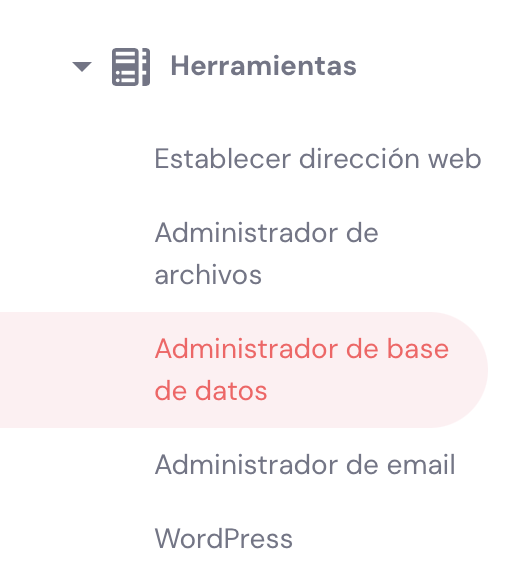 Herramientas
Establecer dirección web
Administrador de
archivos
Administrador de base
de datos
Administrador de email
WordPress